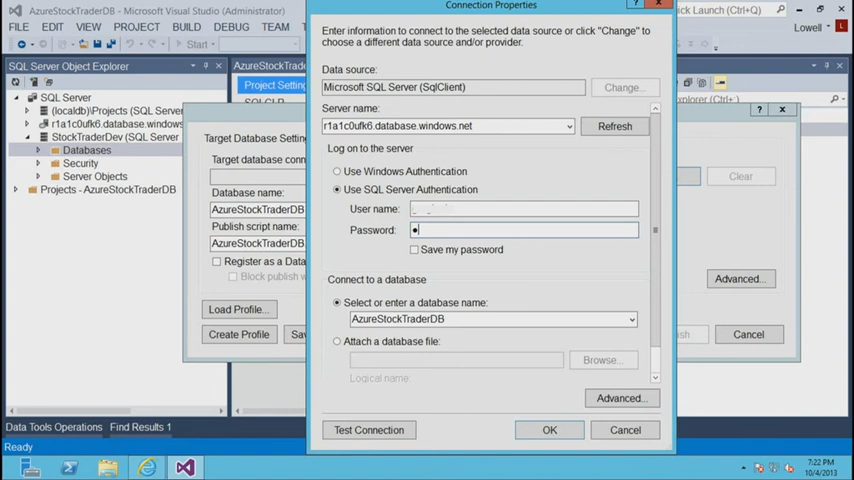 AzureStockTraderDB - Microsoft Visual Studio (Administrator)
Quick Launch (Ctrl+Q)
FILE EDIT VIEW PROJECT BUILD DEBUG TEAM
Lowell
Start
SQL Server Object Explorer
SQL Server
(localdb)\Projects (SQL Server
r1a1c0ufk6.database.windows.
StockTraderDev (SQL Server
Databases
Security
Server Objects
Projects - AzureStockTraderDB
AzureStockTraderDB
Project Setting
SQLCLR
Target Database Setting
Target database conn
Database name:
AzureStockTraderDB
Publish script name:
AzureStockTraderDB.
Register as a Data
Block publish w
Load Profile...
Create Profile
Sav
Connection Properties
Enter information to connect to the selected data source or click "Change" to
choose a different data source and/or provider.
Data source:
Microsoft SQL Server (SqlClient)
Change...
Server name:
r1a1c0ufk6.database.windows.net
Refresh
Log on to the server
Use Windows Authentication
Use SQL Server Authentication
User name:
Password:
Save my password
Connect to a database
Select or enter a database name:
AzureStockTraderDB
Attach a database file:
Browse...
Logical name:
Advanced...
Test Connection
OK
Cancel
Clear
Advanced...
Cancel
Data Tools Operations
Find Results 1
Ready
7:22 PM
10/4/2013